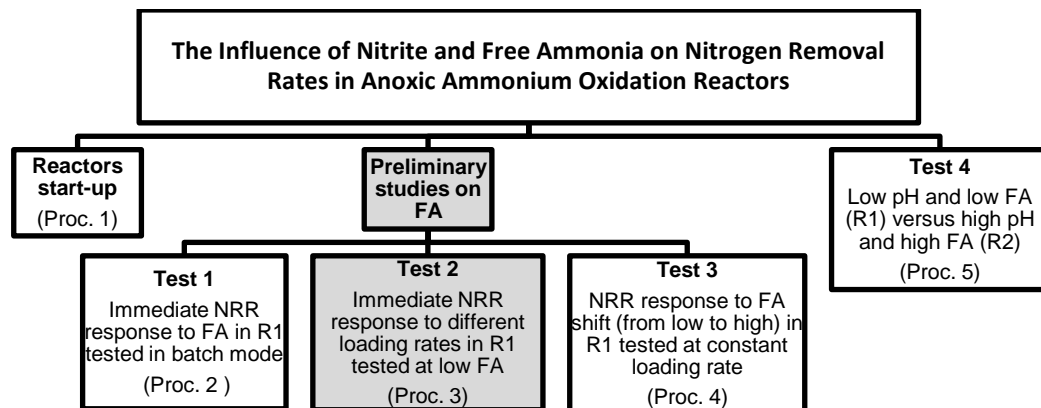 The Influence of Nitrite and Free Ammonia on Nitrogen Removal
Rates in Anoxic Ammonium Oxidation Reactors
Reactors
start-up
(Proc. 1)
Preliminary
studies on
FA
Test 4
Low pH and low FA
(R1) versus high pH
and high FA (R2)
(Proc. 5)
Test 1
Immediate NRR
response to FA in R1
tested in batch mode
(Proc. 2 )
Test 2
Immediate NRR
response to different
loading rates in R1
tested at low FA
(Proc. 3)
Test 3
NRR response to FA
shift (from low to high) in
R1 tested at constant
loading rate
(Proc. 4)